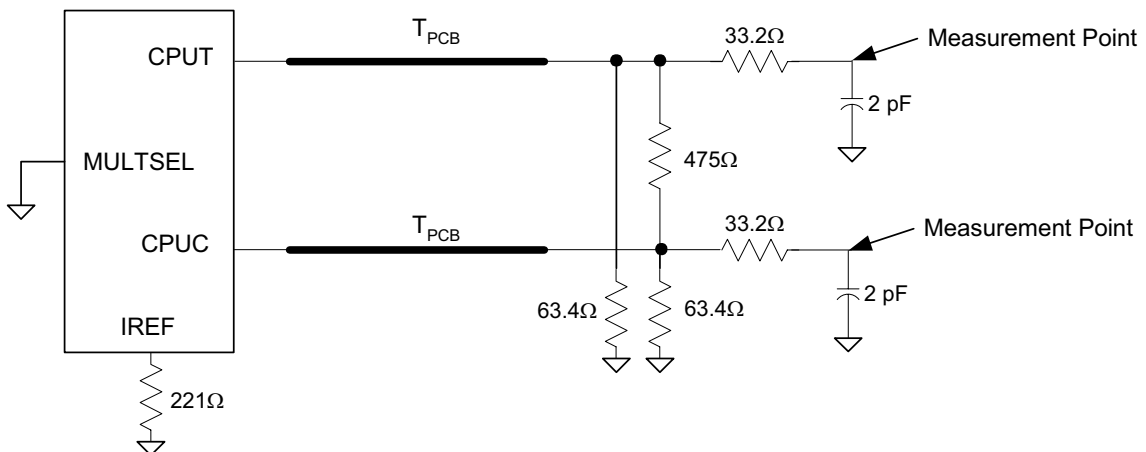 T_PCB
33.2Ω
Measurement Point
CPUT
2 pF
MULTSEL
475Ω
T_PCB
33.2Ω
Measurement Point
CPUC
2 pF
63.4Ω
63.4Ω
IREF
221Ω